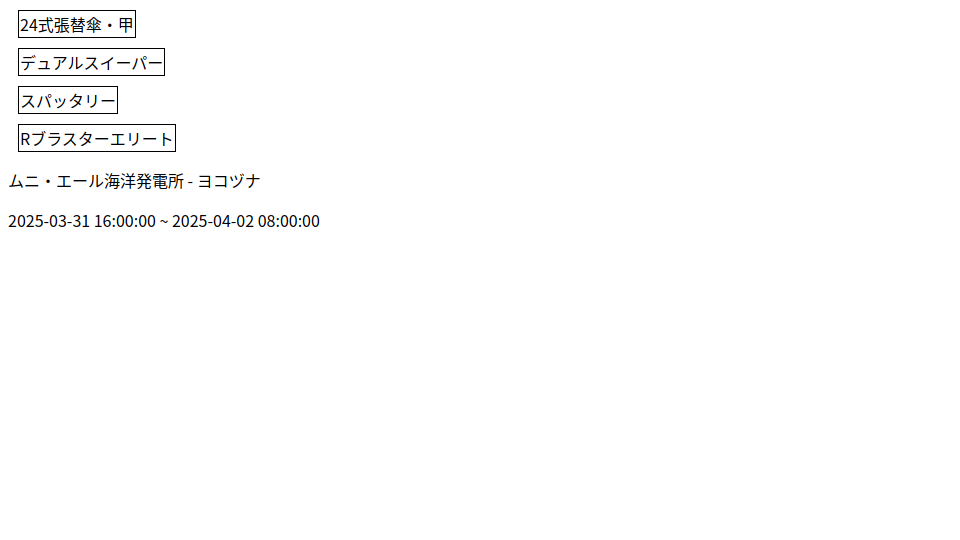 24式張替傘・甲
デュアルスイーパー
スパッタリー
Rブラスターエリート
ムニ・エール海洋発電所 - ヨコヅナ
2025-03-31 16:00:00 ~ 2025-04-02 08:00:00